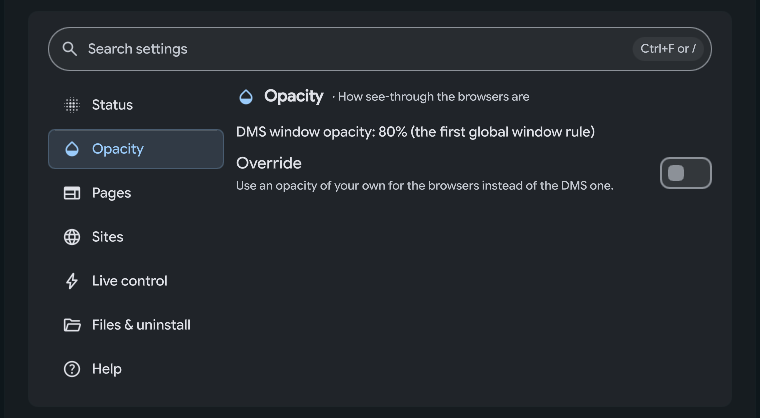 Search settings
Ctrl+F or /
Status
Opacity
Pages
Sites
Live control
Files & uninstall
Help
Opacity · How see-through the browsers are
DMS window opacity: 80% (the first global window rule)
Override
Use an opacity of your own for the browsers instead of the DMS one.